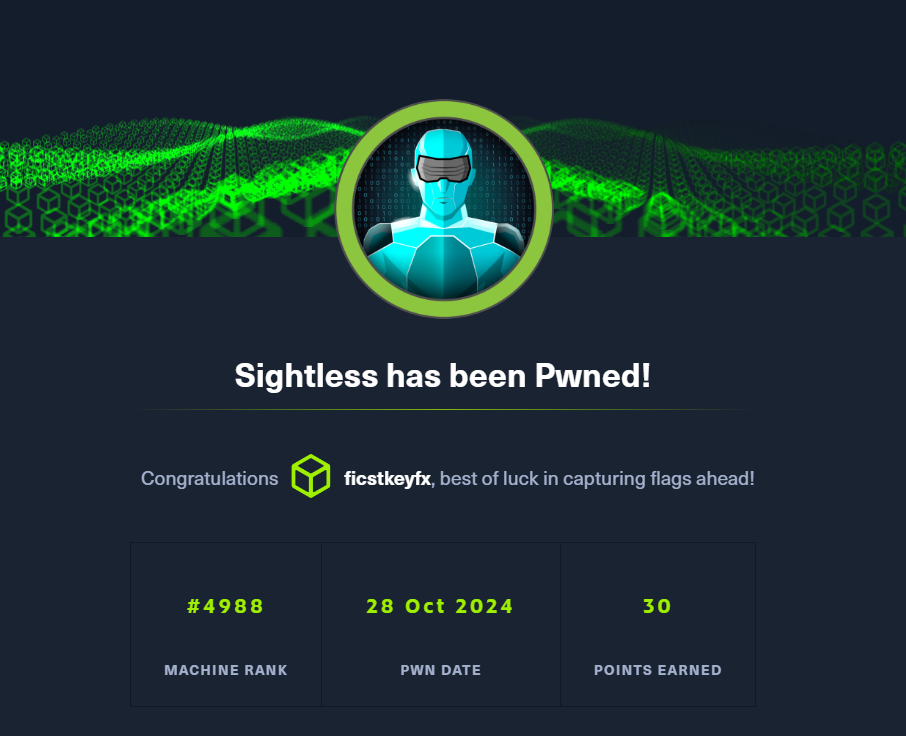 Sightless has been Pwned!
Congratulations ficstkeyfx, best of luck in capturing flags ahead!
#4988
28 Oct 2024
30
MACHINE RANK
PWN DATE
POINTS EARNED